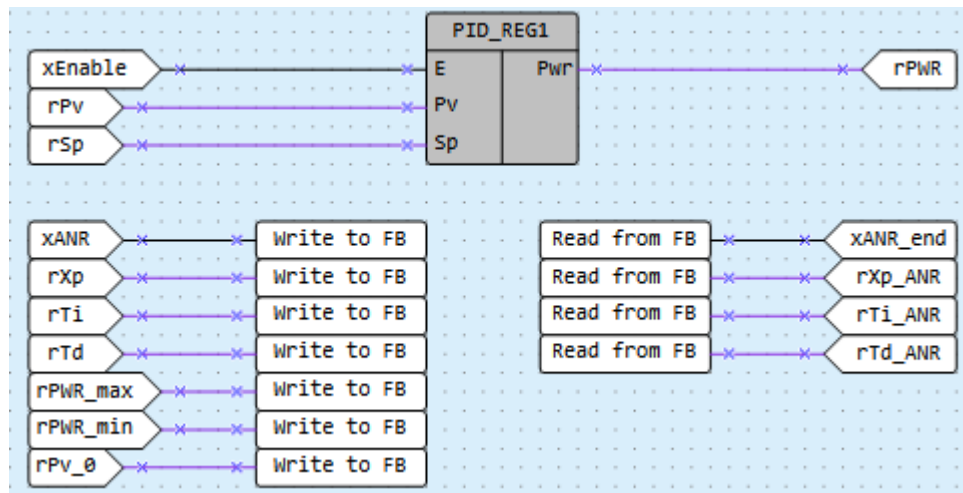 PID_REG1
xEnable E Pwr rPWR
rPv Pv
rSp Sp
xANR Write to FB Read from FB xANR_end
rXp Write to FB Read from FB rXp_ANR
rTi Write to FB Read from FB rTi_ANR
rTd Write to FB Read from FB rTd_ANR
rPWR_max Write to FB
rPWR_min Write to FB
rPv_0 Write to FB